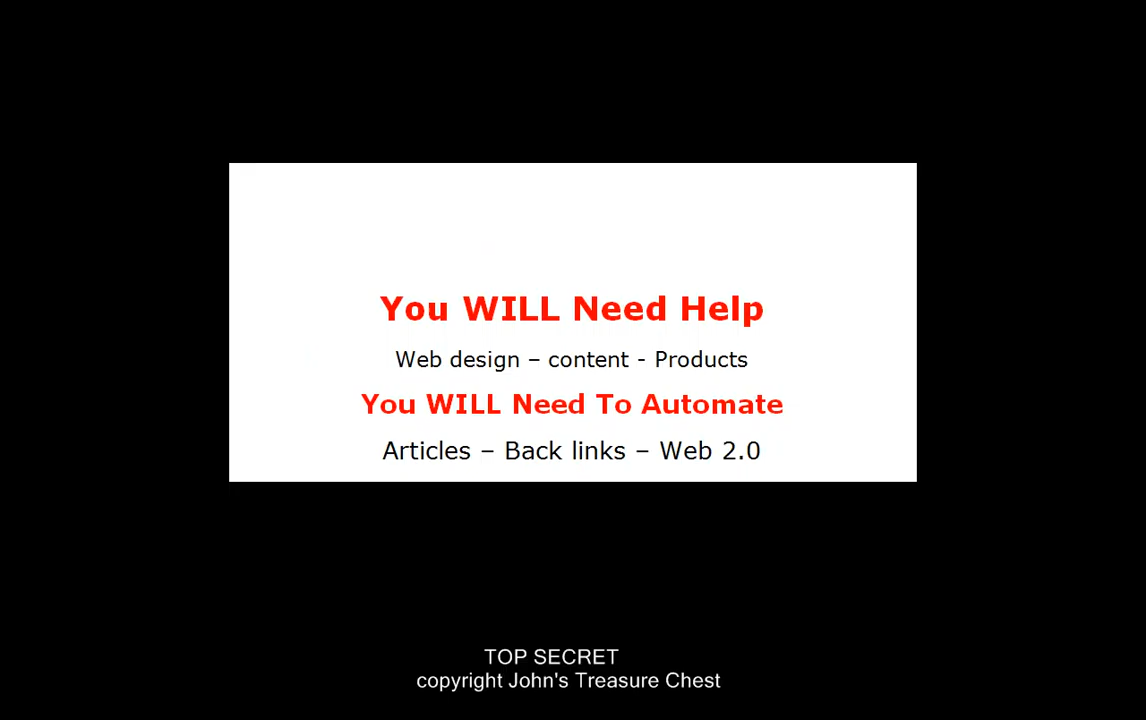 You WILL Need Help
Web design – content - Products
You WILL Need To Automate
Articles – Back links – Web 2.0
TOP SECRET
copyright John's Treasure Chest